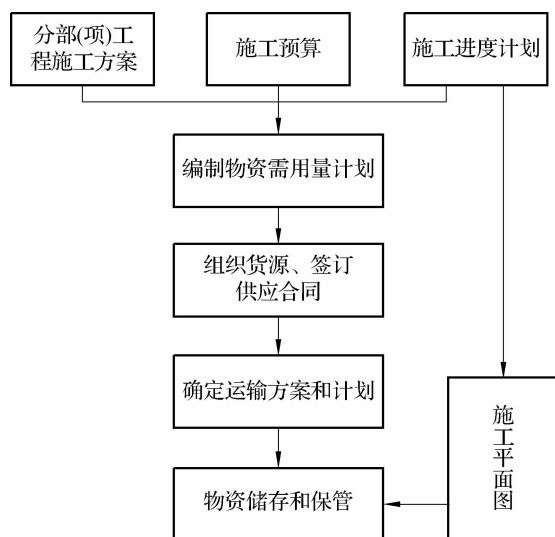 分部(项)工
程施工方案
施工预算
施工进度计划
编制物资需用量计划
组织货源、签订
供应合同
确定运输方案和计划
物资储存和保管
施工平面图